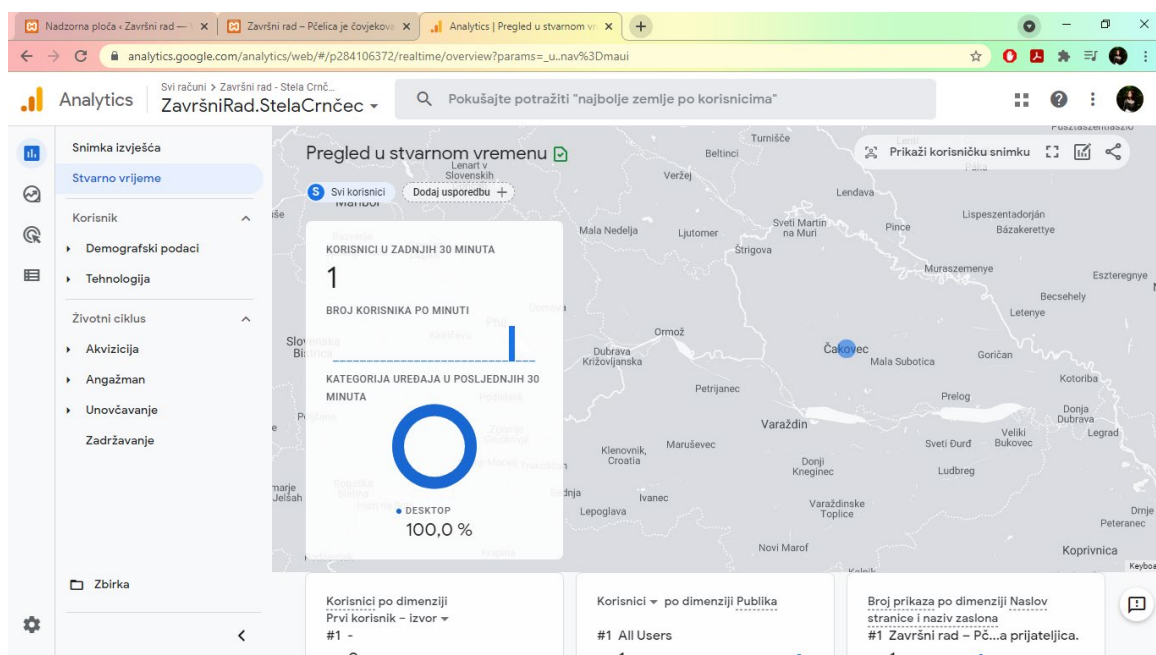 Nadzorna ploča ‹ Završni rad —
Završni rad – Pčelica je čovjekova
Analytics | Pregled u stvarnom vr
analytics.google.com/analytics/web/#/p284106372/realtime/overview?params=_u..nav%3Dmaui
Analytics
Svi računi > Završni rad - Stela Crnč...
ZavršniRad.StelaCrnčec
Pokušajte potražiti "najbolje zemlje po korisnicima"
Snimka izvješća
Stvarno vrijeme
Korisnik
Demografski podaci
Tehnologija
Životni ciklus
Akvizicija
Angažman
Unovčavanje
Zadržavanje
Zbirka
Pregled u stvarnom vremenu
Prikaži korisničku snimku
S Svi korisnici
Dodaj usporedbu +
KORISNICI U ZADNJIH 30 MINUTA
1
BROJ KORISNIKA PO MINUTI
KATEGORIJA UREĐAJA U POSLJEDNJIH 30
MINUTA
DESKTOP
100,0 %
Lenart v
Slovenskih
Maribor
Turnišče
Beltinci
Veržej
Lendava
Mala Nedelja
Ljutomer
Sveti Martin
na Muri
Štrigova
Pince
Lispeszentadorján
Bázakerettye
Muraszemenye
Eszteregnye
Becsehely
Letenye
Ormož
Dubrava
Križovljanska
Čakovec
Mala Subotica
Goričan
Kotoriba
Petrijanec
Prelog
Donja
Dubrava
Varaždin
Legrad
Veliki
Bukovec
Sveti Đurđ
Klenovnik,
Croatia
Maruševec
Donji
Kneginec
Ludbreg
Ivanec
Lepoglava
Varaždinske
Toplice
Drnje
Peteranec
Novi Marof
Koprivnica
Korisnici po dimenziji
Prvi korisnik – izvor
#1 -
Korisnici po dimenziji Publika
#1 All Users
1
Broj prikaza po dimenziji Naslov
stranice i naziv zaslona
#1 Završni rad – Pč...a prijateljica.
1